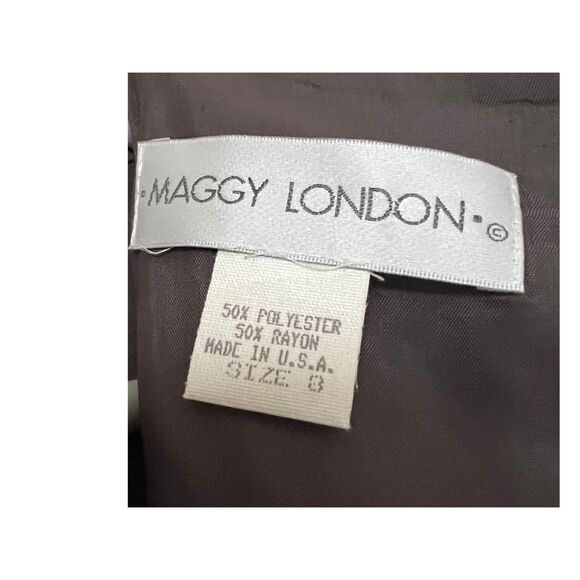 ·MAGGY LONDON·©
50% POLYESTER
50% RAYON
MADE IN U.S.A.
SIZE 8